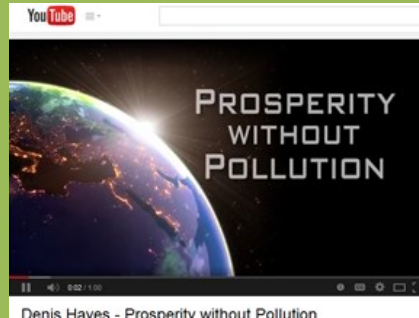 YouTube
PROSPERITY
WITHOUT
POLLUTION
0:02 / 1:00
Denis Hayes - Prosperity without Pollution